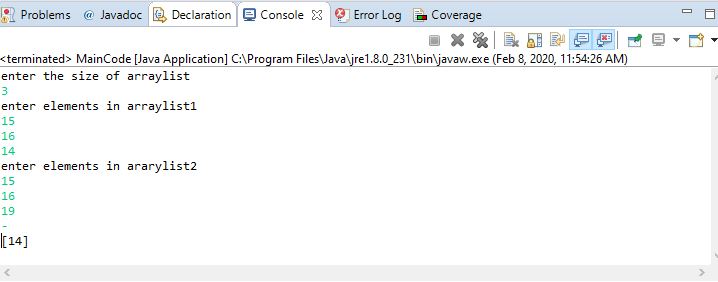 Problems @ Javadoc Declaration Console Error Log Coverage
<terminated> MainCode [Java Application] C:\Program Files\Java\jre1.8.0_231\bin\javaw.exe (Feb 8, 2020, 11:54:26 AM)
enter the size of arraylist
3
enter elements in arraylist1
15
16
14
enter elements in ararylist2
15
16
19
-
[14]